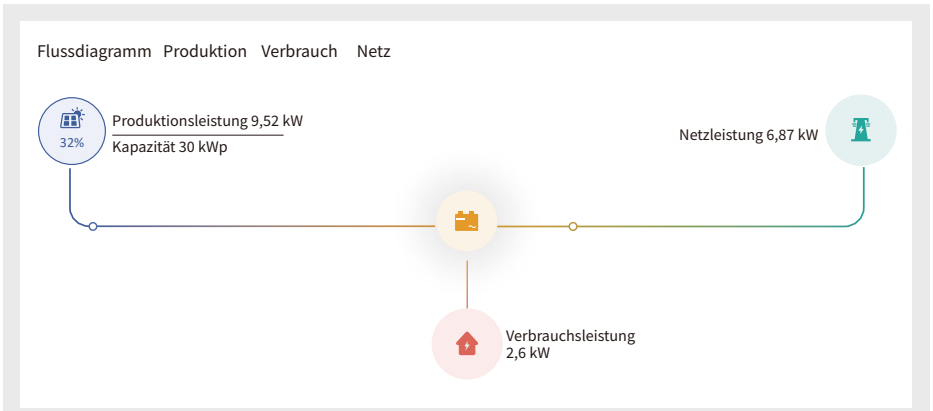 Flussdiagramm Produktion Verbrauch Netz
Produktionsleistung 9,52 kW
32%
Kapazität 30 kWp
Netzleistung 6,87 kW
Verbrauchsleistung
2,6 kW